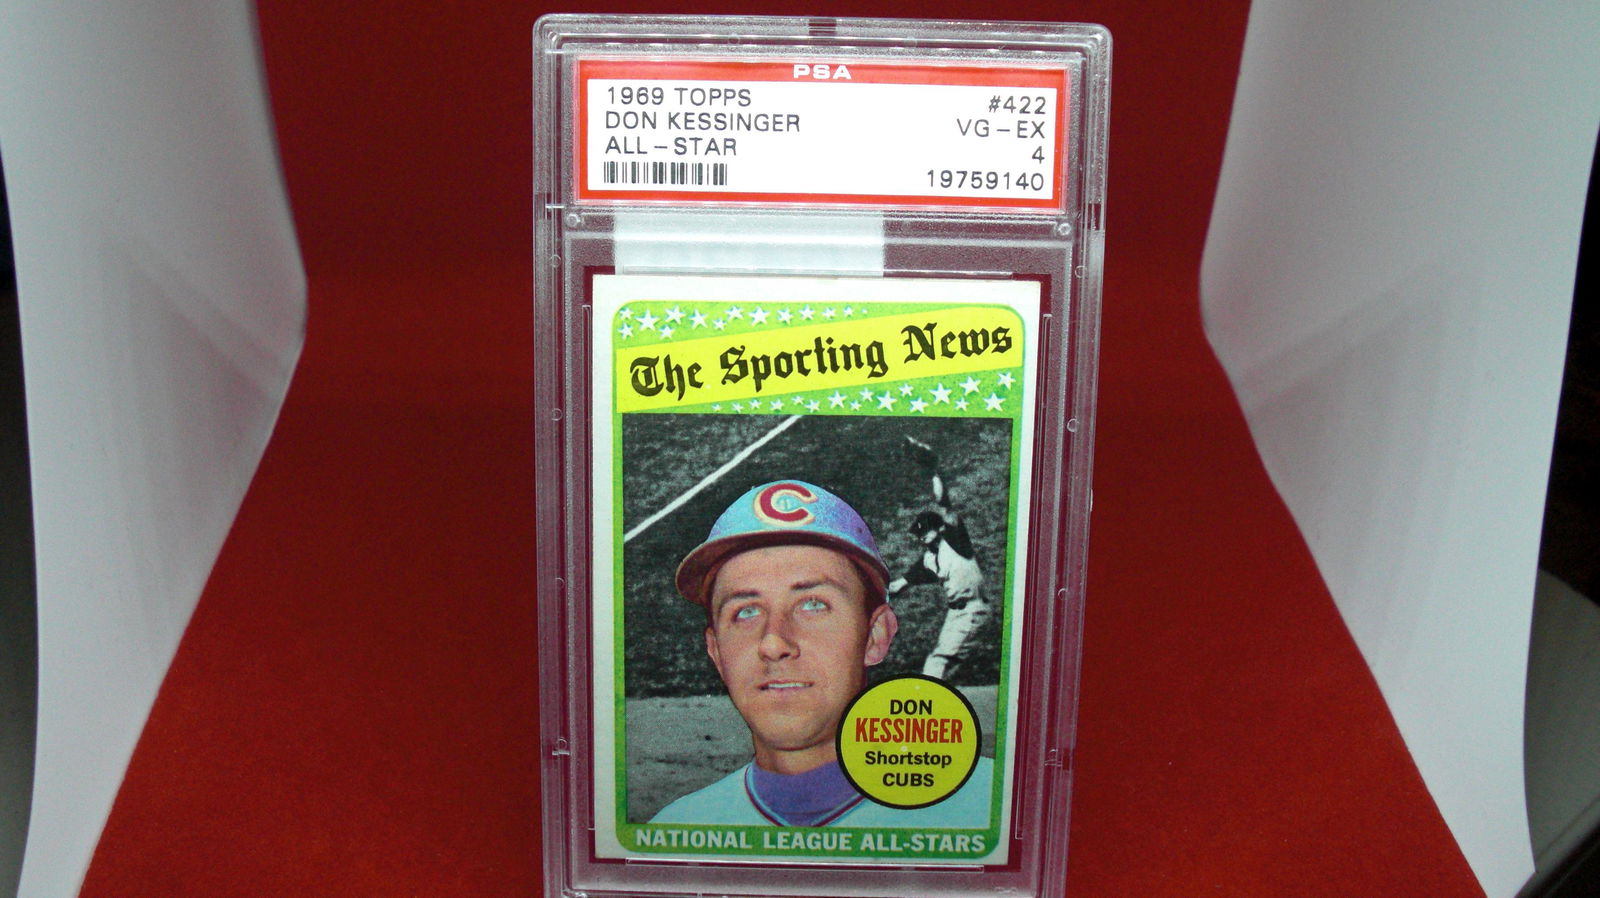 PSA
1969 TOPPS #422
DON KESSINGER VG-EX
ALL-STAR 4
19759140
The Sporting News
C
DON
KESSINGER
Shortstop
CUBS
NATIONAL LEAGUE ALL-STARS